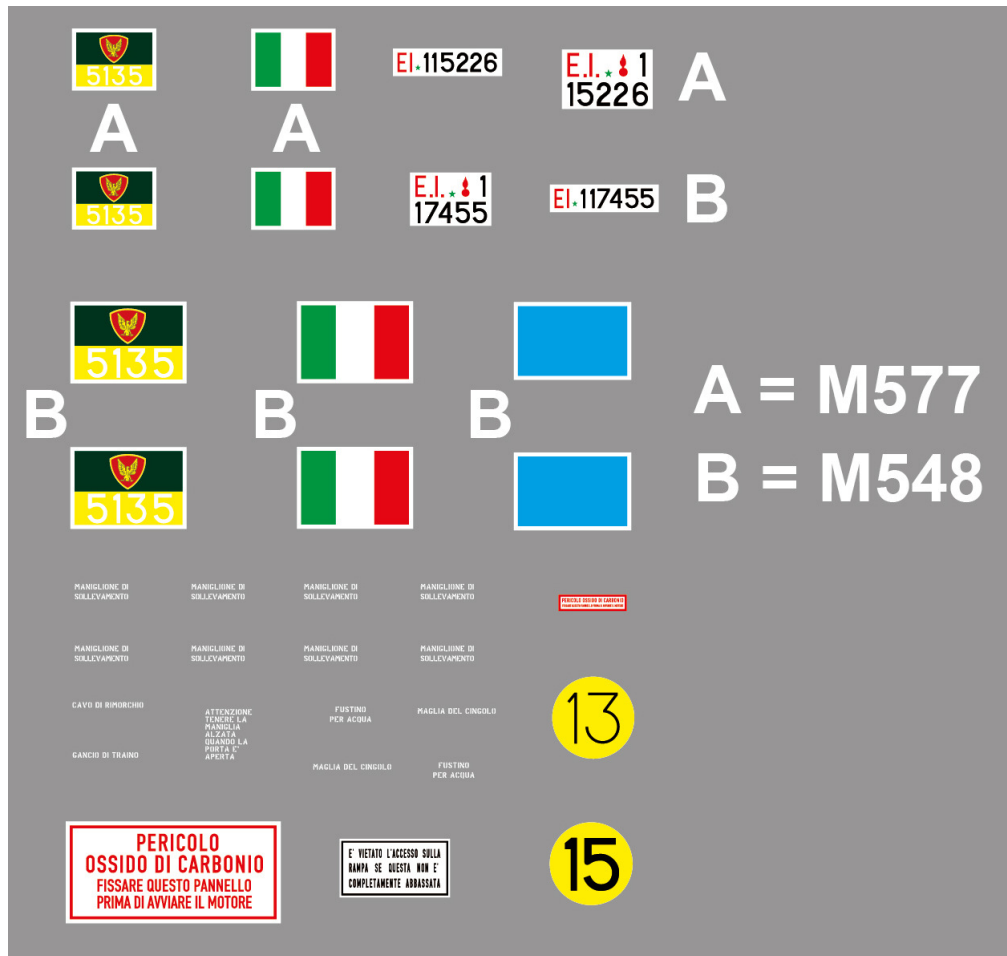 5135
EI★115226
E.I.★ 1
15226
A
A
A
5135
E.I.★ 1
17455
EI★117455
B
5135
B
B
B
A = M577
B = M548
5135
MANIGLIONE DI
SOLLEVAMENTO
MANIGLIONE DI
SOLLEVAMENTO
MANIGLIONE DI
SOLLEVAMENTO
MANIGLIONE DI
SOLLEVAMENTO
PERICOLO OSSIDO DI CARBONIO
MANIGLIONE DI
SOLLEVAMENTO
MANIGLIONE DI
SOLLEVAMENTO
MANIGLIONE DI
SOLLEVAMENTO
MANIGLIONE DI
SOLLEVAMENTO
CAVO DI RIMORCHIO
GANCIO DI TRAINO
ATTENZIONE
TENERE LA
MANIGLIA
ALZATA
QUANDO LA
PORTA E'
APERTA
FUSTINO
PER ACQUA
MAGLIA DEL CINGOLO
MAGLIA DEL CINGOLO
FUSTINO
PER ACQUA
13
PERICOLO
OSSIDO DI CARBONIO
FISSARE QUESTO PANNELLO
PRIMA DI AVVIARE IL MOTORE
E' VIETATO L'ACCESSO SULLA
RAMPA SE QUESTA NON E'
COMPLETAMENTE ABBASSATA
15